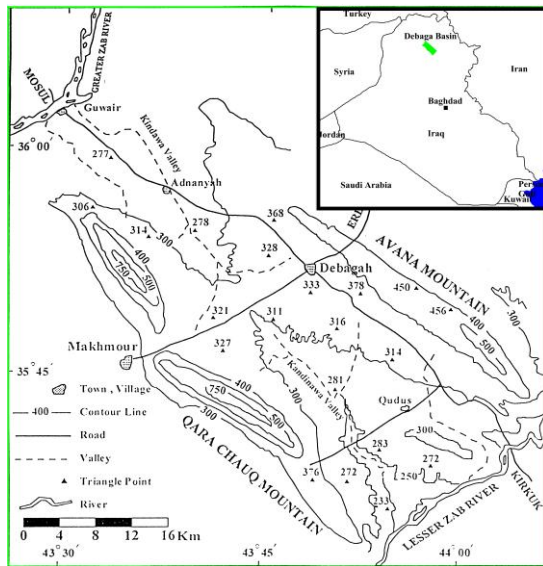 Turkey
Debaga Basin
Syria
Iran
Baghdad
Jordan
Iraq
Saudi Arabia
Kuwait
GREATER ZAB RIVER
MOSUL
Guwair
36° 00
Kindawa Valley
277
Adnanyah
306
314
278
300
368
328
400
500
750
Debagah
333
378
AVANA MOUNTAIN
450
456
400
500
300
321
311
316
314
Makhmour
327
35° 45
Town , Village
400 Contour Line
Road
Valley
Triangle Point
River
0 4 8 12 16
Km
Kandinawa Valley
281
Qudus
750
400
500
300
300
QARA CHAUQ MOUNTAIN
300
272
272
250
233
LESSER ZAB RIVER
KIRKUK
43° 30
43° 45
44° 00